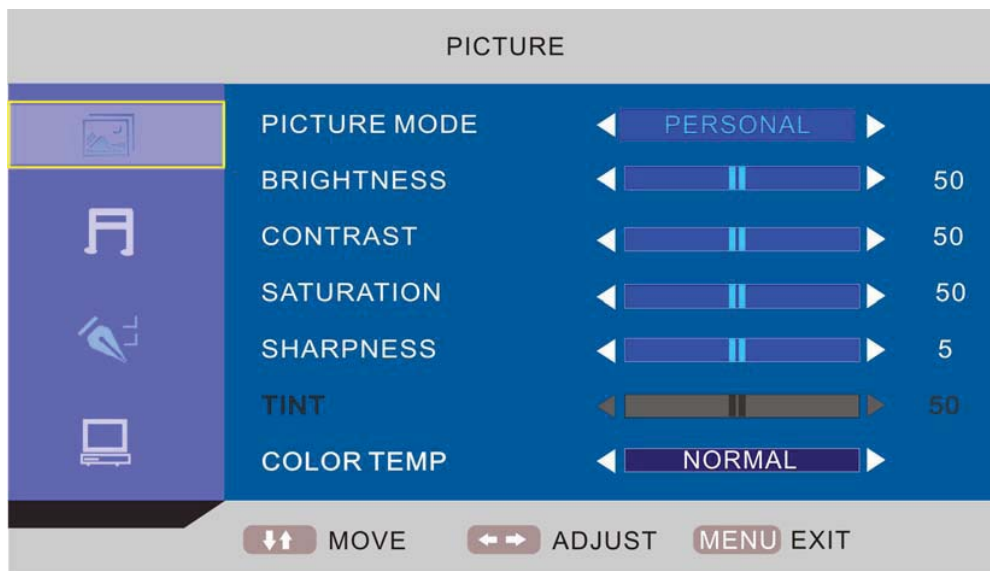 PICTURE
PICTURE MODE PERSONAL
BRIGHTNESS 50
CONTRAST 50
SATURATION 50
SHARPNESS 5
TINT 50
COLOR TEMP NORMAL
MOVE ADJUST MENU EXIT